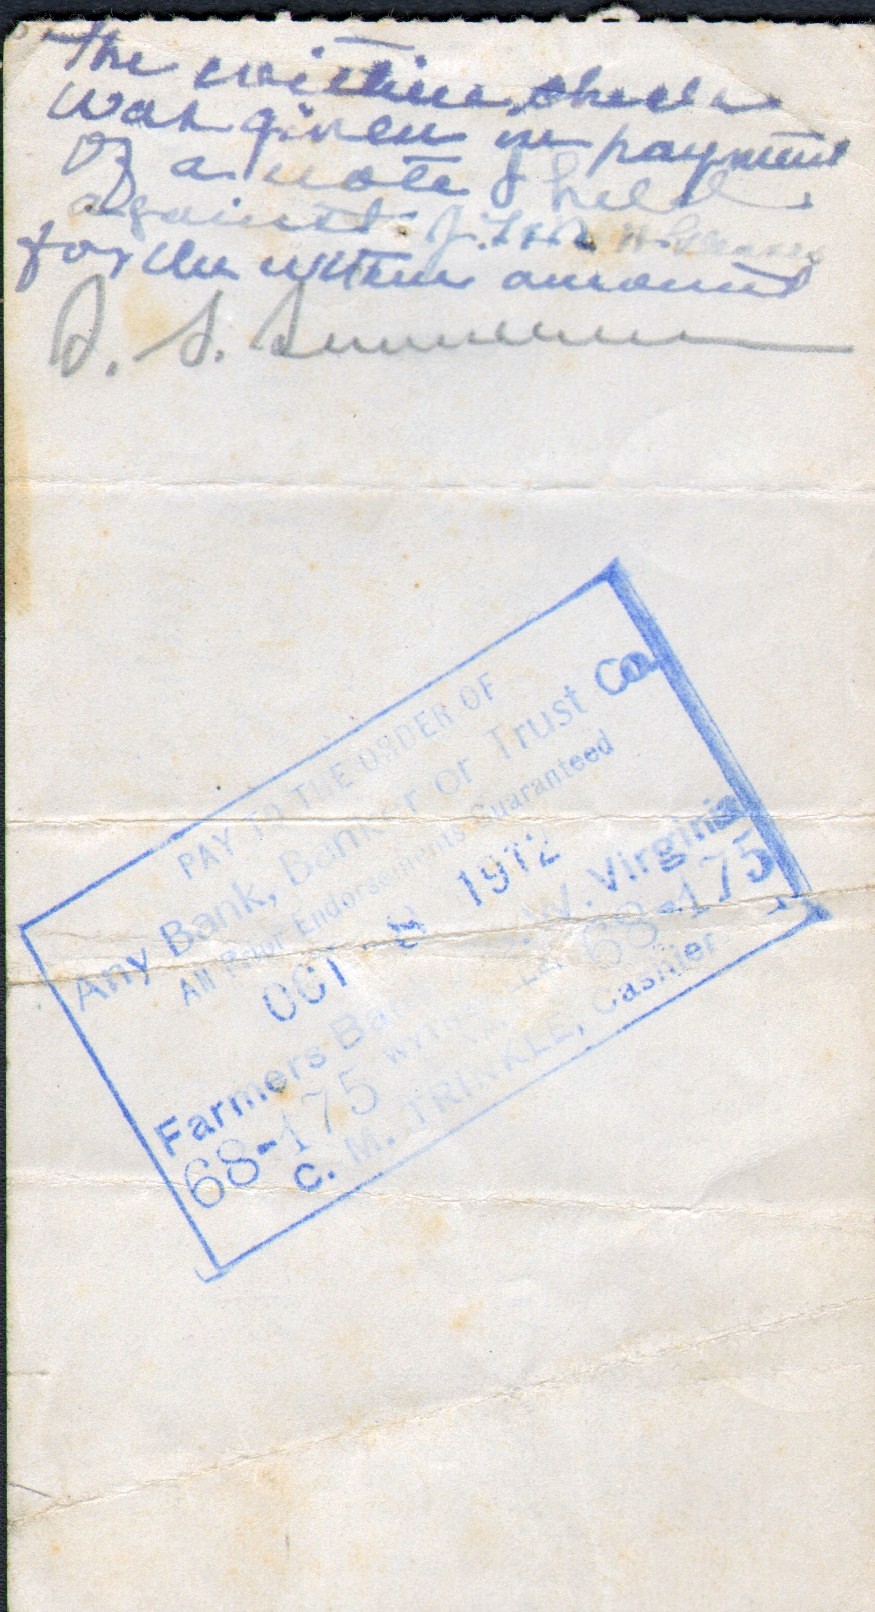 the within check
was given in payment
of a note I held
against J.
for the within amount
D. S.
PAY TO THE ORDER OF
Any Bank, Banker or Trust Co.
All Prior Endorsements Guaranteed
OCT -8 1912
Farmers Bank W. Virginia
68-175 68-175
C. M. TRINKLE, Cashier